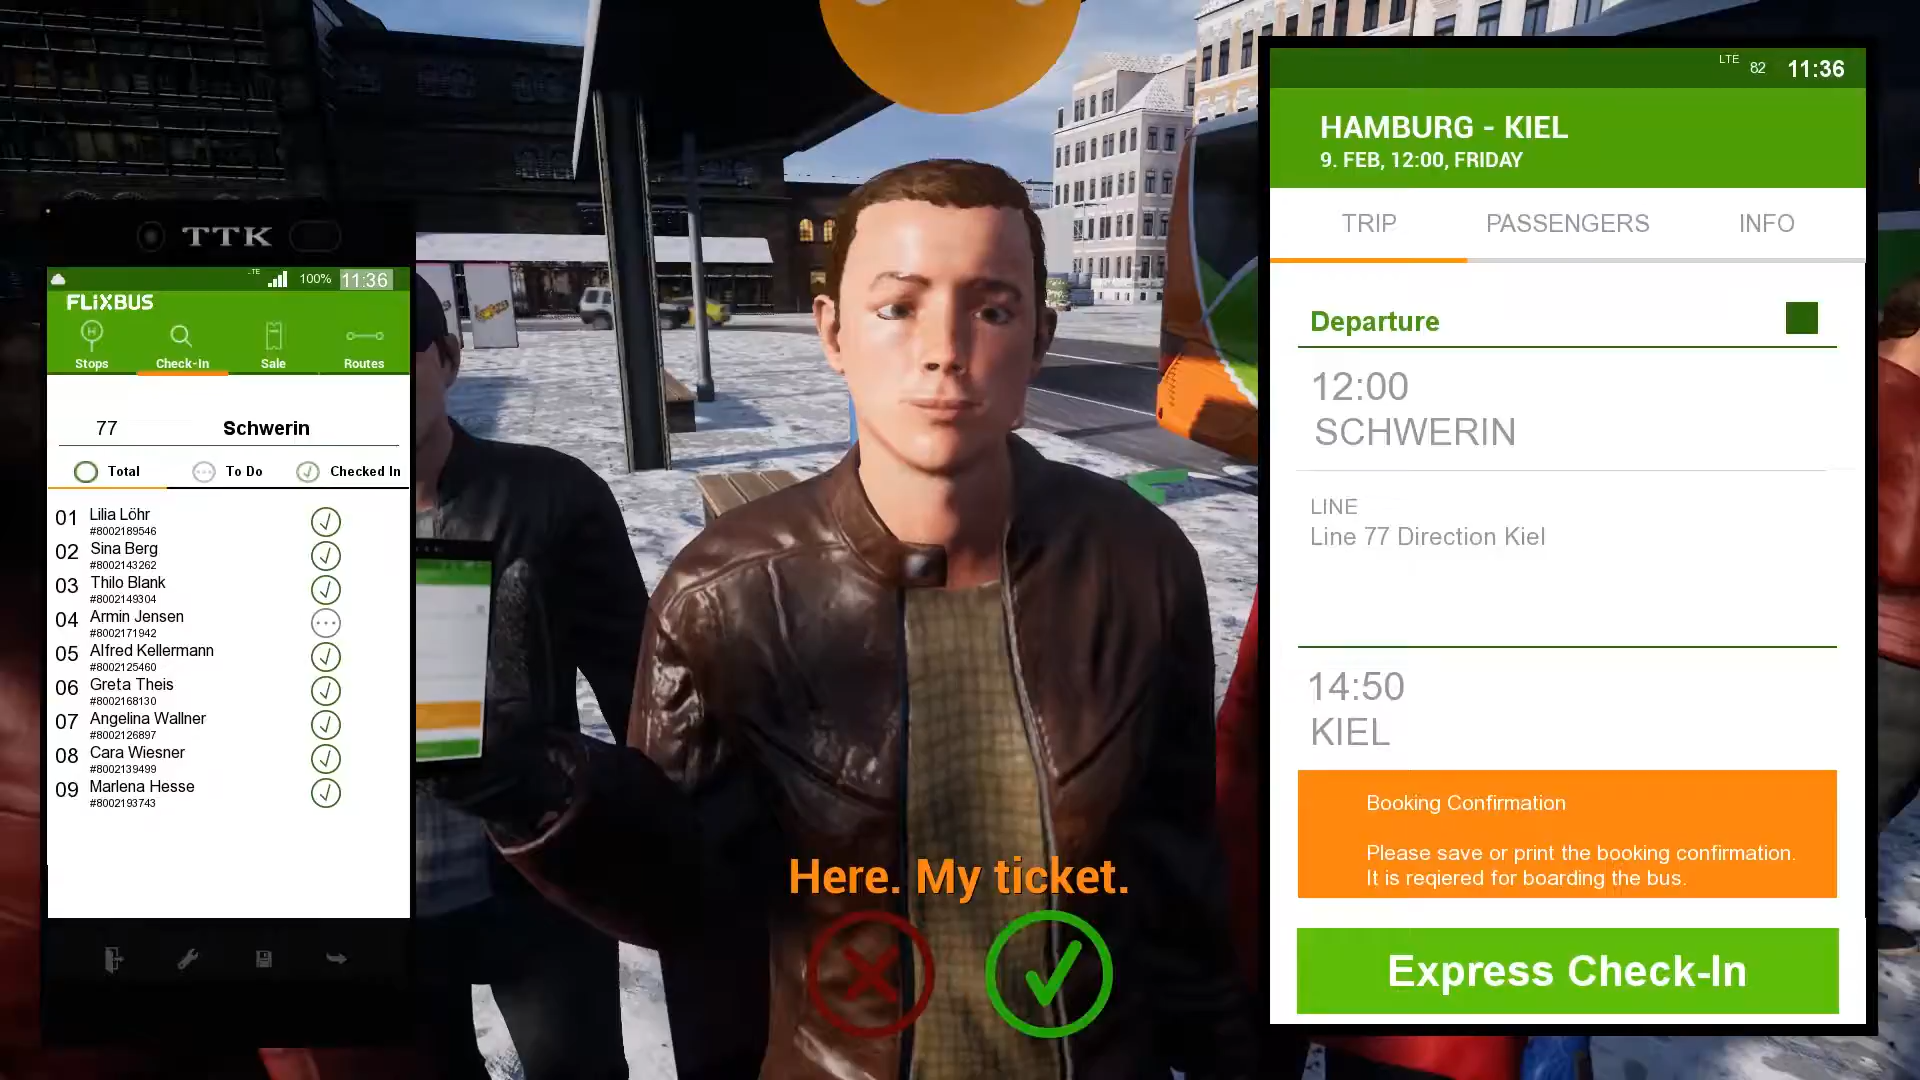 TTK
LTE 100% 11:36
FLiXBUS
H
Stops Check-In Sale Routes
77 Schwerin
Total To Do Checked In
01 Lilia Löhr
#8002189546
02 Sina Berg
#8002143262
03 Thilo Blank
#8002149304
04 Armin Jensen
#8002171942
05 Alfred Kellermann
#8002125460
06 Greta Theis
#8002168130
07 Angelina Wallner
#8002126897
08 Cara Wiesner
#8002139499
09 Marlena Hesse
#8002193743
Here. My ticket.
LTE 82 11:36
HAMBURG - KIEL
9. FEB, 12:00, FRIDAY
TRIP PASSENGERS INFO
Departure
12:00
SCHWERIN
LINE
Line 77 Direction Kiel
14:50
KIEL
Booking Confirmation
Please save or print the booking confirmation.
It is reqiered for boarding the bus.
Express Check-In